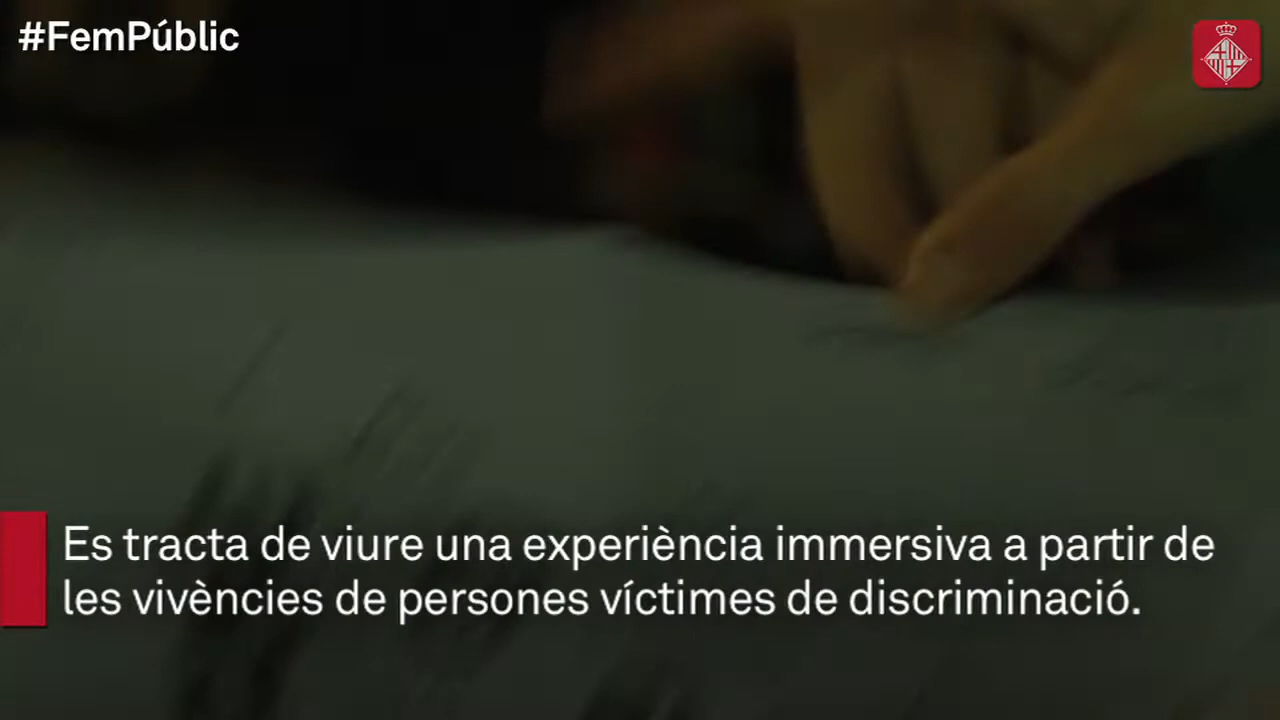 #FemPúblic
Es tracta de viure una experiència immersiva a partir de
les vivències de persones víctimes de discriminació.